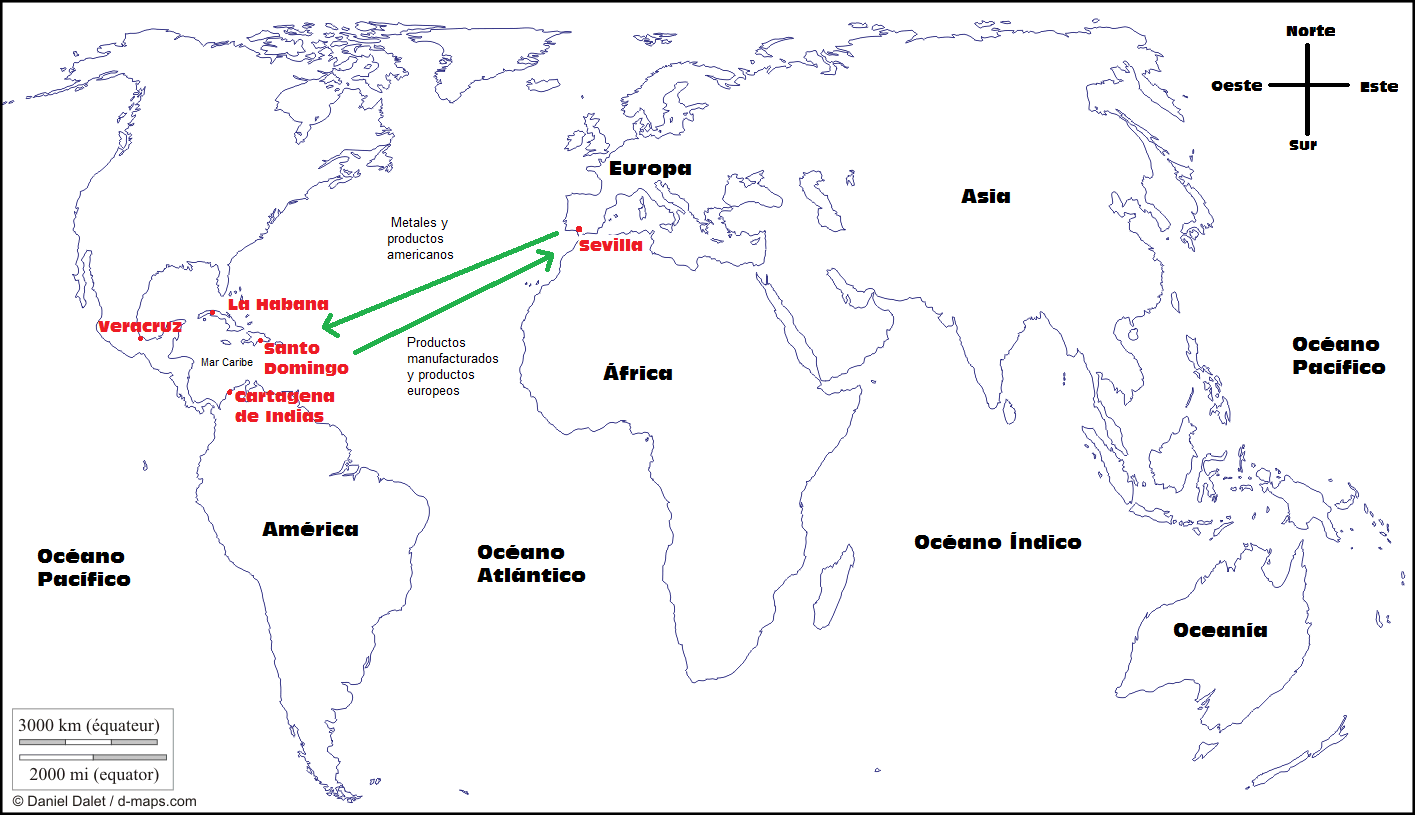 Norte
Oeste
Este
Sur
Europa
Asia
Metales y
productos
americanos
Sevilla
La Habana
Veracruz
Santo
Domingo
Mar Caribe
Productos
manufacturados
y productos
europeos
Cartagena
de Indias
África
Océano
Pacífico
América
Océano
Pacífico
Océano
Atlántico
Océano Índico
Oceanía
3000 km (équateur)
2000 mi (equator)
© Daniel Dalet / d-maps.com